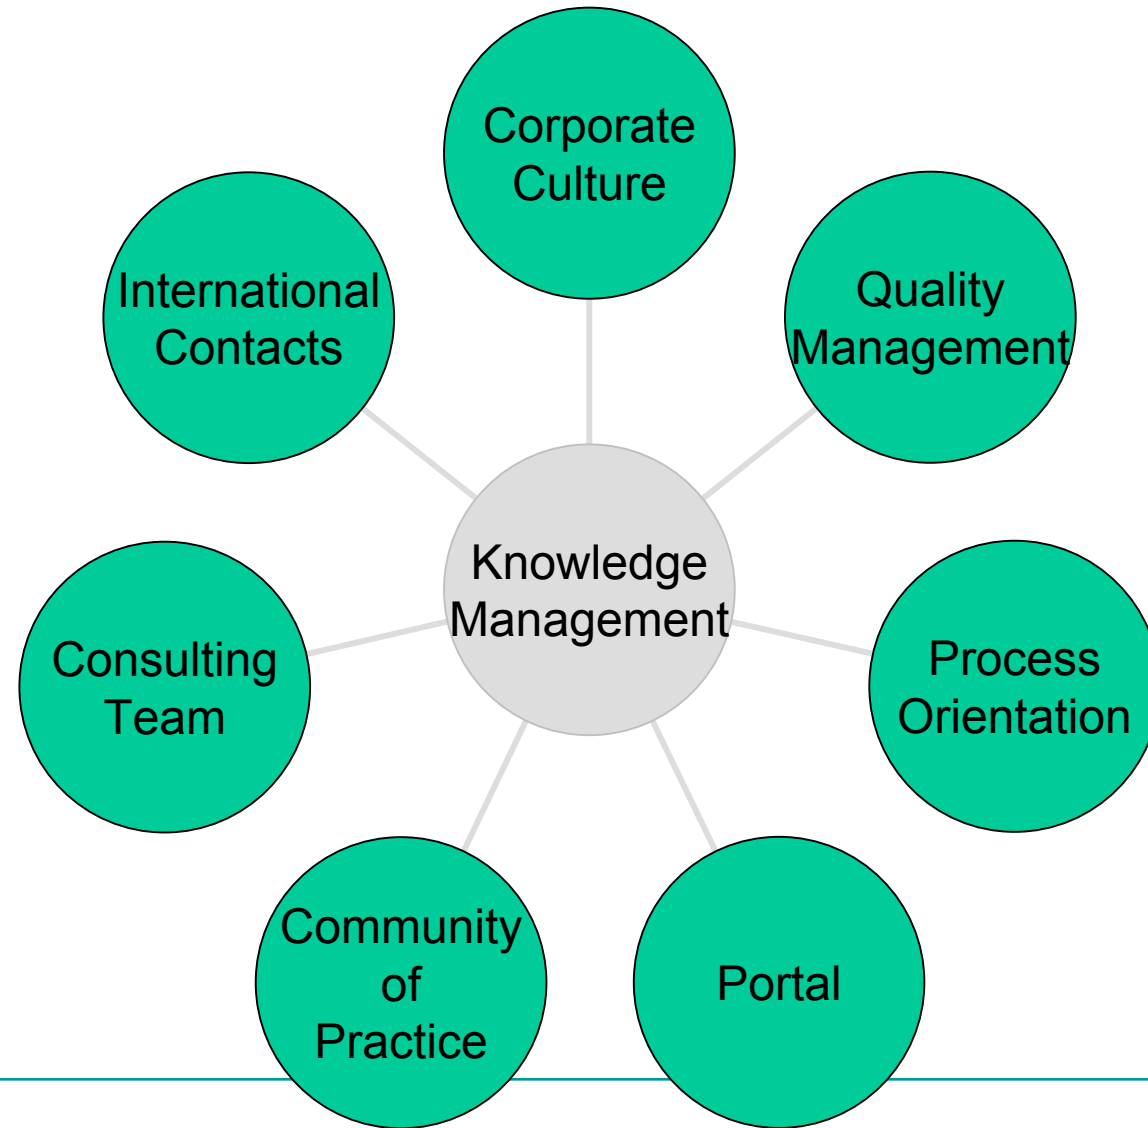 Corporate
Culture
Quality
Management
Process
Orientation
Portal
Community
of
Practice
Consulting
Team
International
Contacts
Knowledge
Management